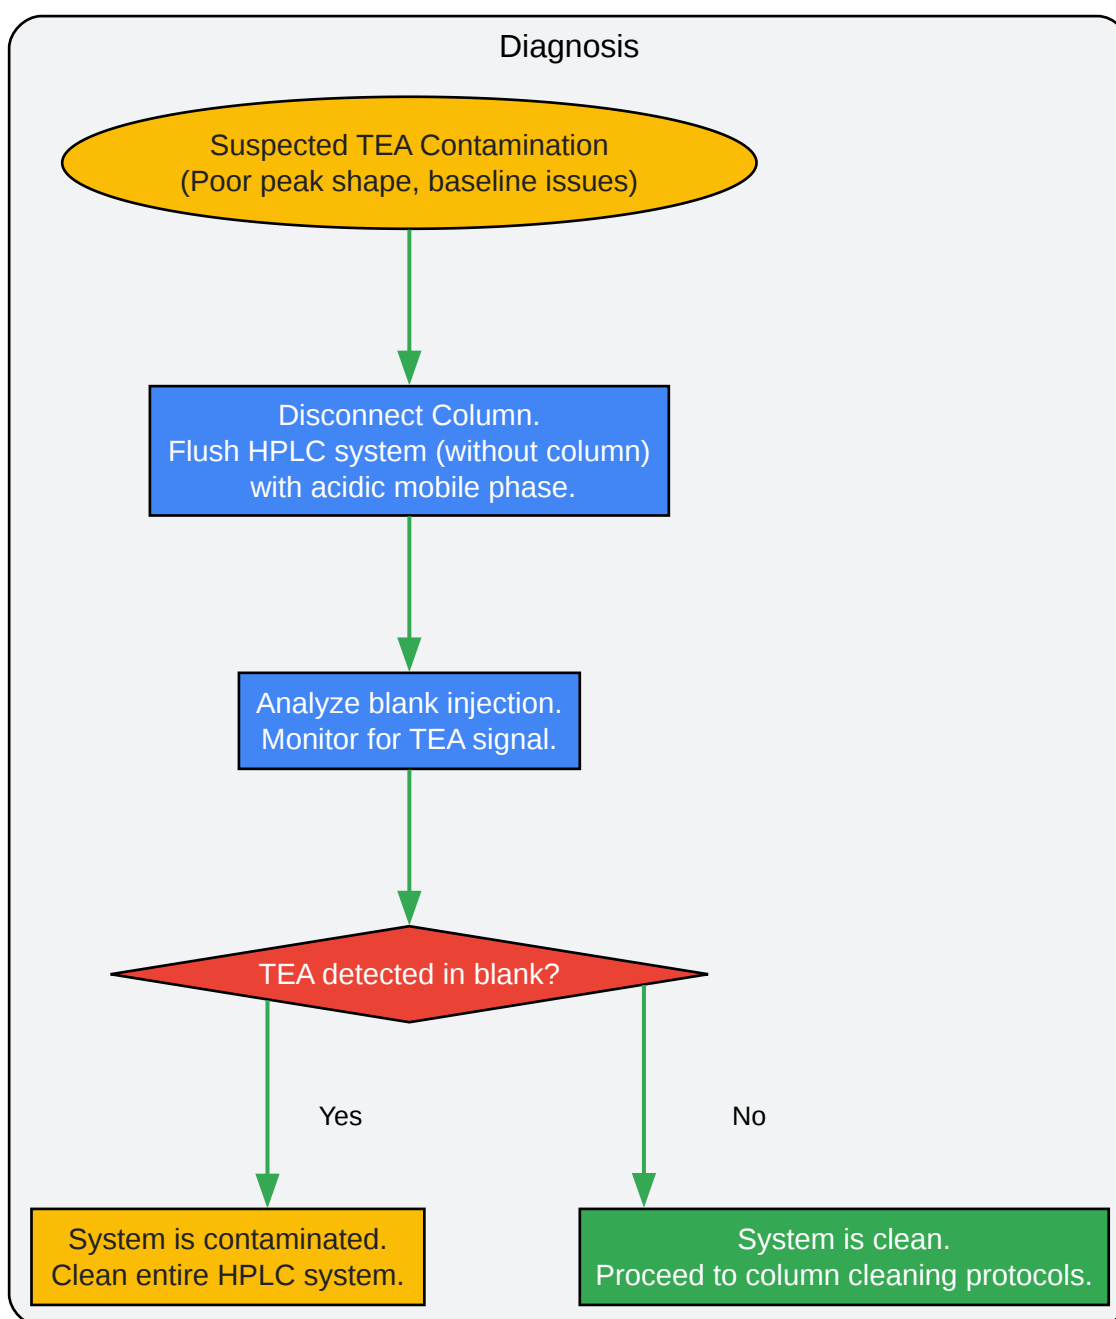 Diagnosis
Suspected TEA Contamination
(Poor peak shape, baseline issues)
Disconnect Column.
Flush HPLC system (without column)
with acidic mobile phase.
Analyze blank injection.
Monitor for TEA signal.
TEA detected in blank?
Yes
No
System is contaminated.
Clean entire HPLC system.
System is clean.
Proceed to column cleaning protocols.